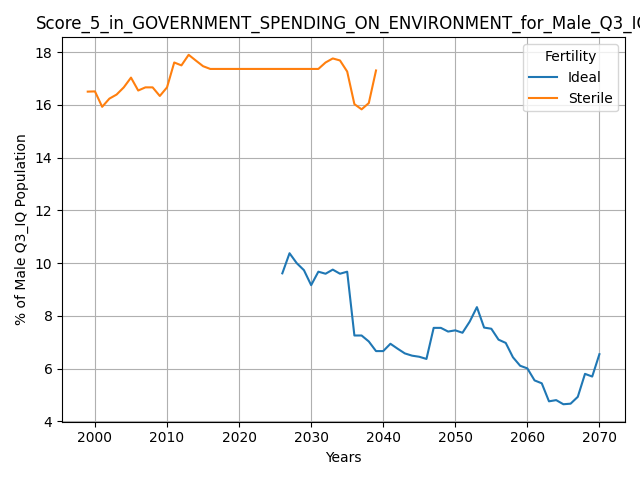 Score_5_in_GOVERNMENT_SPENDING_ON_ENVIRONMENT_for_Male_Q3_IQ
18
16
14
12
10
8
6
4
% of Male Q3_IQ Population
Fertility
Ideal
Sterile
2000 2010 2020 2030 2040 2050 2060 2070
Years